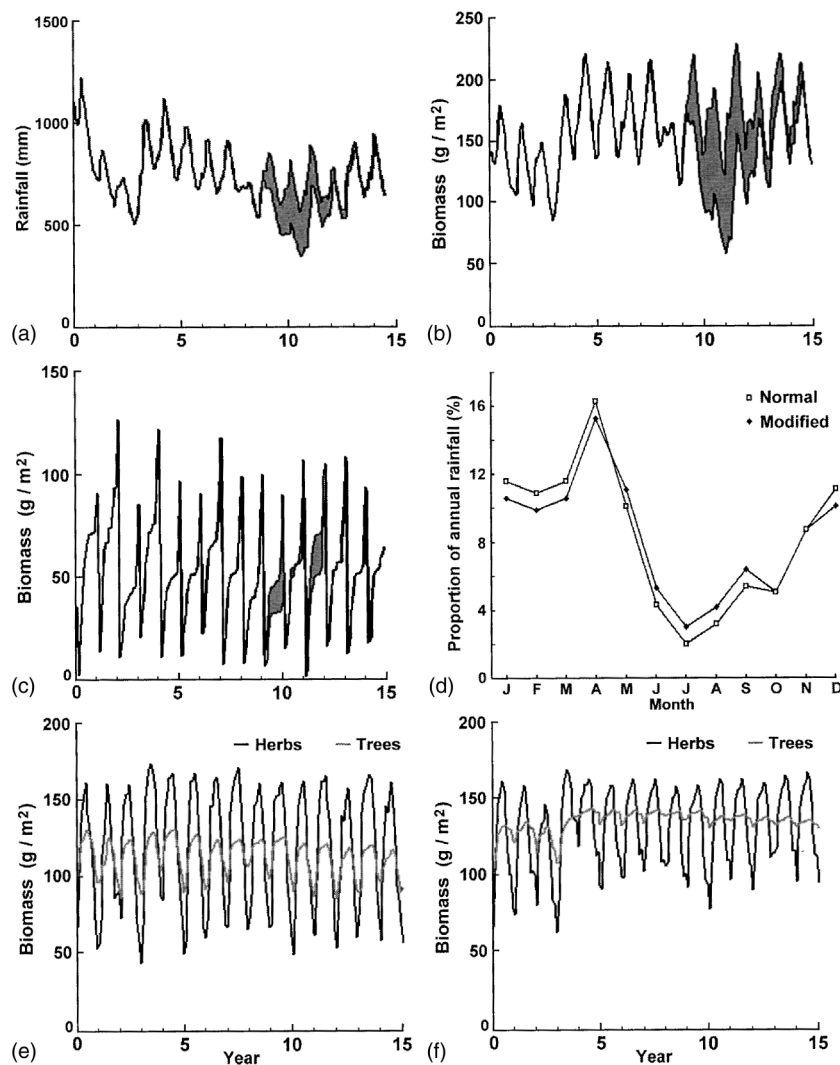 1500
1000
500
0
Rainfall (mm)
0 5 10 15
(a)
250
200
150
100
50
0
Biomass (g / m²)
0 5 10 15
(b)
150
100
50
0
Biomass (g / m²)
0 5 10 15
(c)
16
12
8
4
0
Proportion of annual rainfall (%)
Normal
Modified
J F M A M J J A S O N D
Month
(d)
200
150
100
50
0
Biomass (g / m²)
Herbs Trees
0 5 10 15
Year
(e)
200
150
100
50
0
Biomass (g / m²)
Herbs Trees
0 5 10 15
Year
(f)